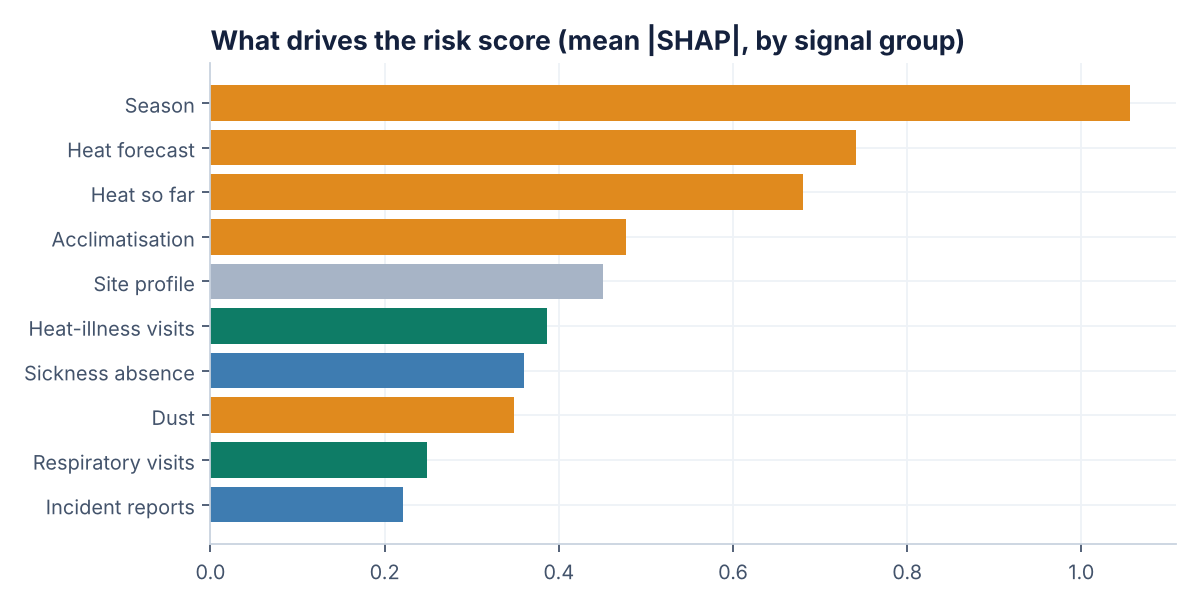 What drives the risk score (mean |SHAP|, by signal group)
Season
Heat forecast
Heat so far
Acclimatisation
Site profile
Heat-illness visits
Sickness absence
Dust
Respiratory visits
Incident reports
0.0 0.2 0.4 0.6 0.8 1.0